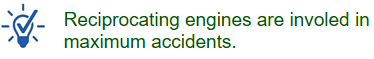 Reciprocating engines are involed in
maximum accidents.